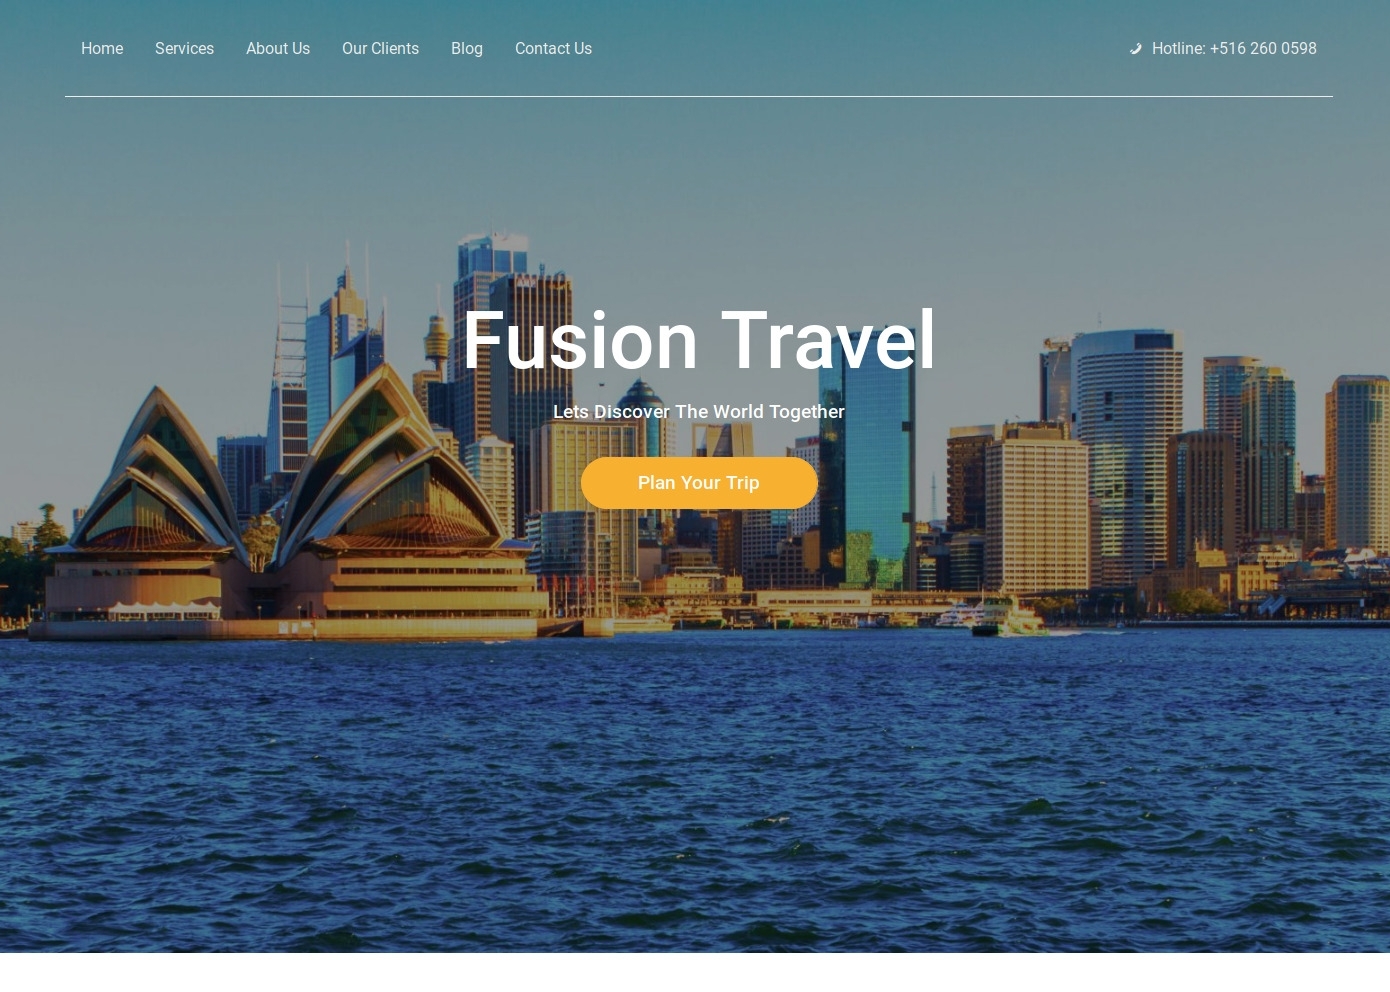 Home Services About Us Our Clients Blog Contact Us Hotline: +516 260 0598
AMP
Fusion Travel
Lets Discover The World Together
Plan Your Trip